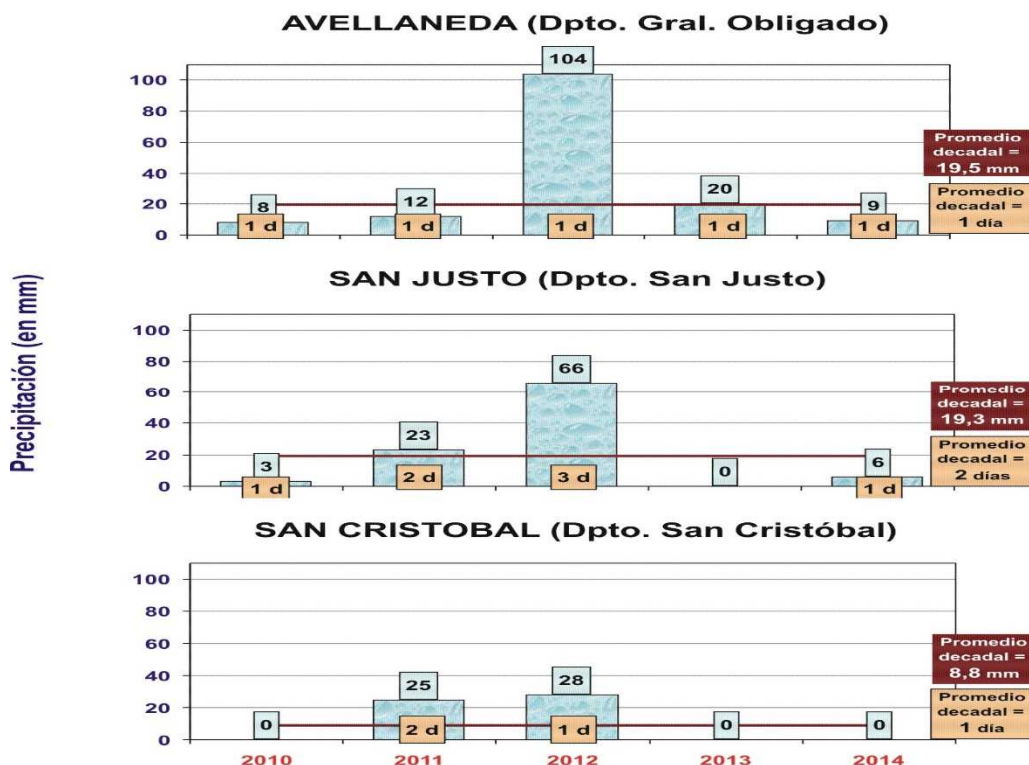 AVELLANEDA (Dpto. Gral. Obligado)
100
80
60
40
20
0
8
12
104
20
9
1 d
1 d
1 d
1 d
1 d
Promedio
decadal =
19,5 mm
Promedio
decadal =
1 día
Precipitación (en mm)
SAN JUSTO (Dpto. San Justo)
100
80
60
40
20
0
3
23
66
0
6
1 d
2 d
3 d
1 d
Promedio
decadal =
19,3 mm
Promedio
decadal =
2 días
SAN CRISTOBAL (Dpto. San Cristóbal)
100
80
60
40
20
0
0
25
28
0
0
2 d
1 d
Promedio
decadal =
8,8 mm
Promedio
decadal =
1 día
2010
2011
2012
2013
2014